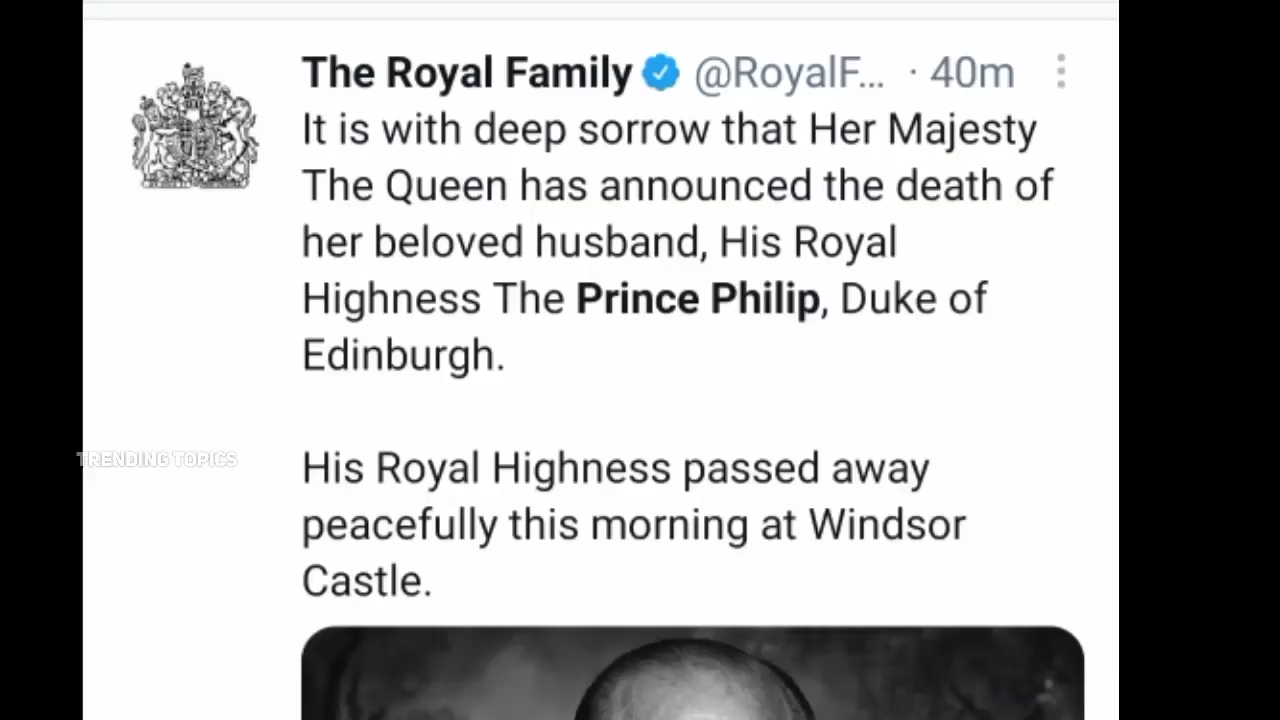 The Royal Family @RoyalF... · 40m
It is with deep sorrow that Her Majesty
The Queen has announced the death of
her beloved husband, His Royal
Highness The Prince Philip, Duke of
Edinburgh.
TRENDING TOPICS
His Royal Highness passed away
peacefully this morning at Windsor
Castle.